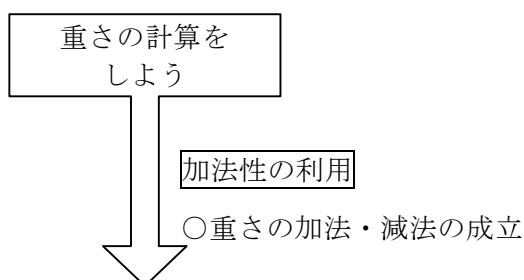 重さの計算を
しよう
加法性の利用
○重さの加法・減法の成立